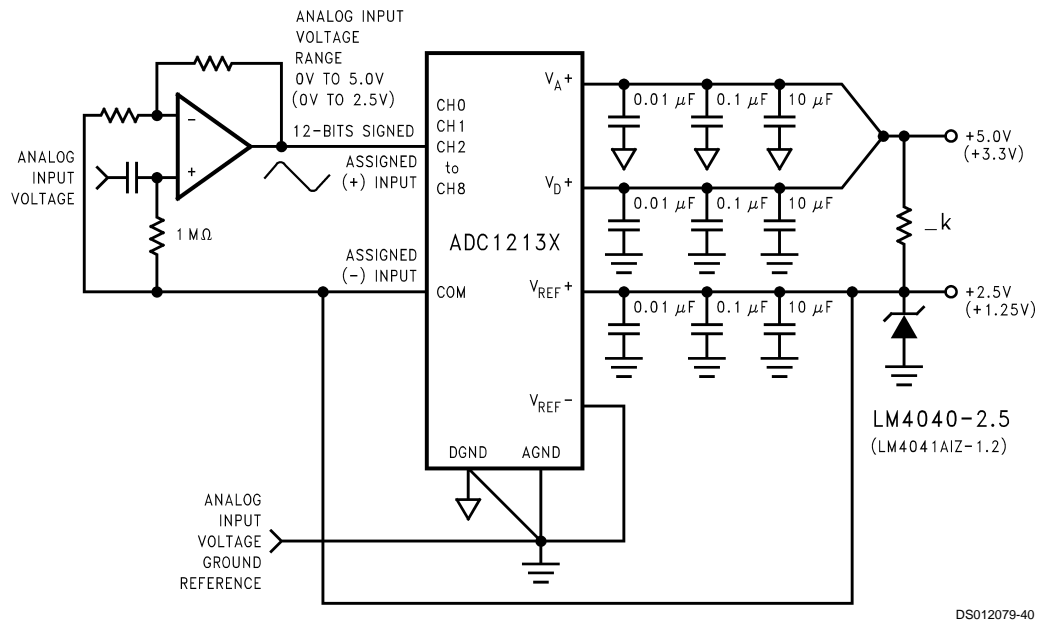 ANALOG INPUT
VOLTAGE
RANGE
0V TO 5.0V
(0V TO 2.5V)
12-BITS SIGNED
ASSIGNED
(+) INPUT
ANALOG
INPUT
VOLTAGE
−
+
1 MΩ
ASSIGNED
(−) INPUT
CH0
CH1
CH2
to
CH8
ADC1213X
COM
VA+
VD+
VREF+
VREF−
DGND
AGND
0.01 µF
0.1 µF
10 µF
0.01 µF
0.1 µF
10 µF
0.01 µF
0.1 µF
10 µF
+5.0V
(+3.3V)
_k
+2.5V
(+1.25V)
LM4040-2.5
(LM4041AIZ-1.2)
ANALOG
INPUT
VOLTAGE
GROUND
REFERENCE
DS012079-40